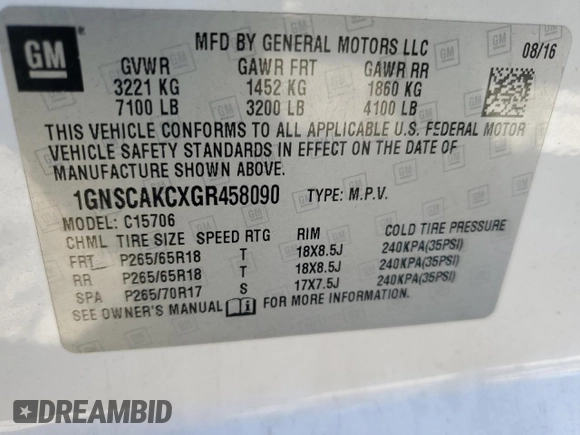 GM
MFD BY GENERAL MOTORS LLC 08/16
GVWR GAWR FRT GAWR RR
3221 KG 1452 KG 1860 KG
7100 LB 3200 LB 4100 LB
THIS VEHICLE CONFORMS TO ALL APPLICABLE U.S. FEDERAL MOTOR
VEHICLE SAFETY STANDARDS IN EFFECT ON THE DATE OF
MANUFACTURE SHOWN ABOVE.
1GNSCAKCXGR458090 TYPE: M.P.V.
MODEL: C15706
CHML TIRE SIZE SPEED RTG RIM COLD TIRE PRESSURE
FRT P265/65R18 T 18X8.5J 240KPA(35PSI)
RR P265/65R18 T 18X8.5J 240KPA(35PSI)
SPA P265/70R17 S 17X7.5J 240KPA(35PSI)
SEE OWNER'S MANUAL FOR MORE INFORMATION.
DREAMBID